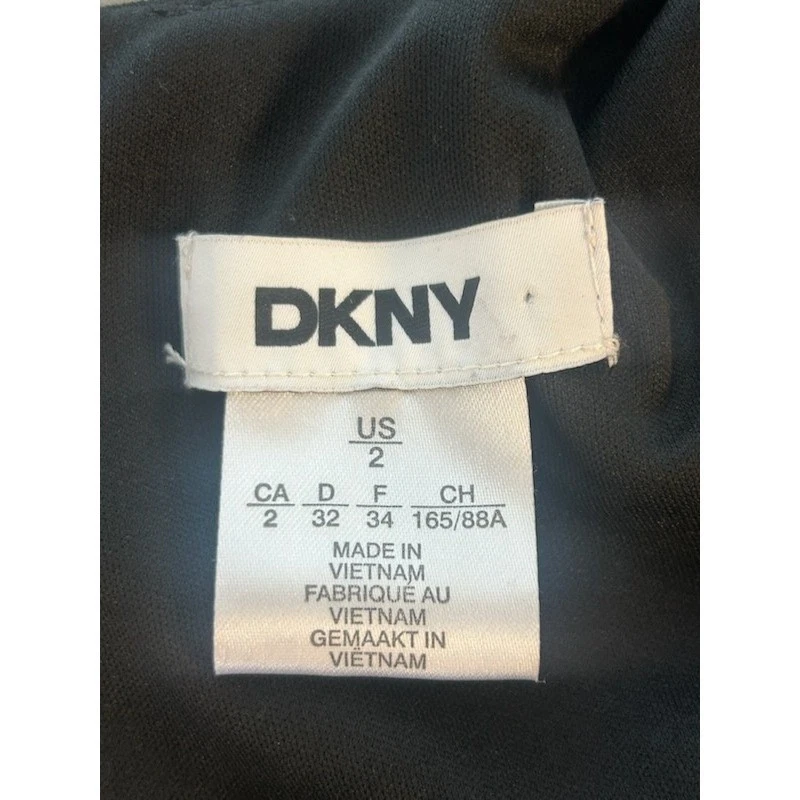 DKNY
US
2
CA D F CH
2 32 34 165/88A
MADE IN
VIETNAM
FABRIQUÉ AU
VIETNAM
GEMAAKT IN
VIËTNAM